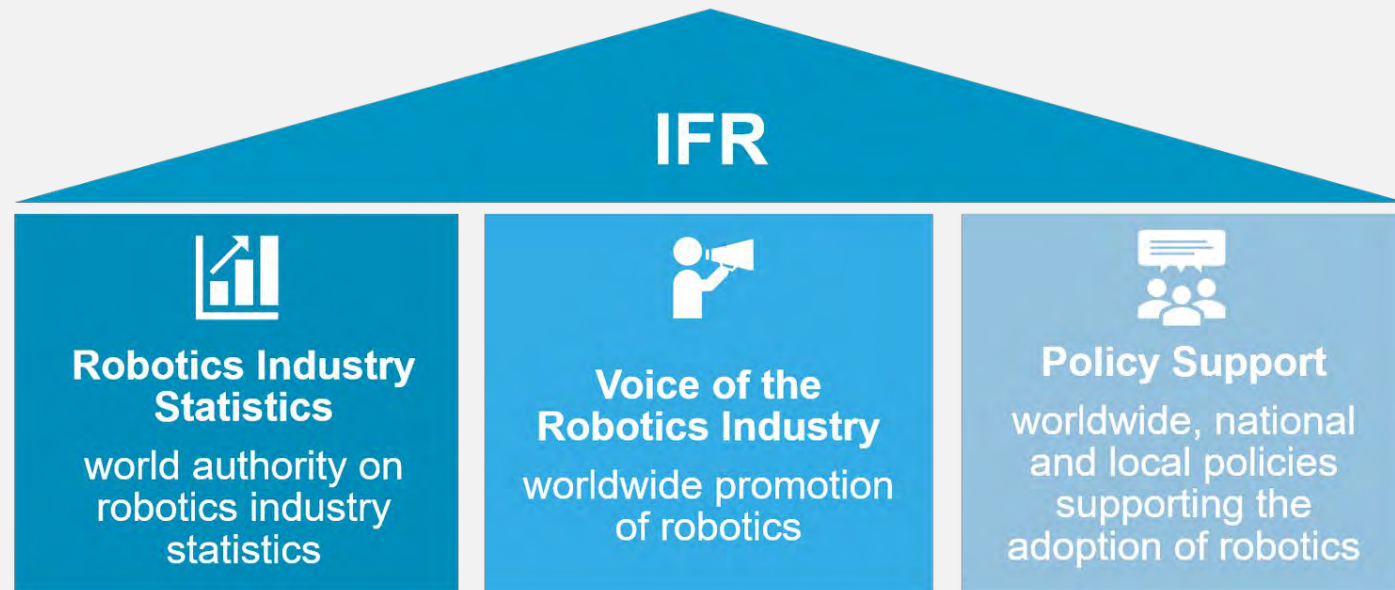 IFR
Robotics Industry
Statistics
world authority on
robotics industry
statistics
Voice of the
Robotics Industry
worldwide promotion
of robotics
Policy Support
worldwide, national
and local policies
supporting the
adoption of robotics